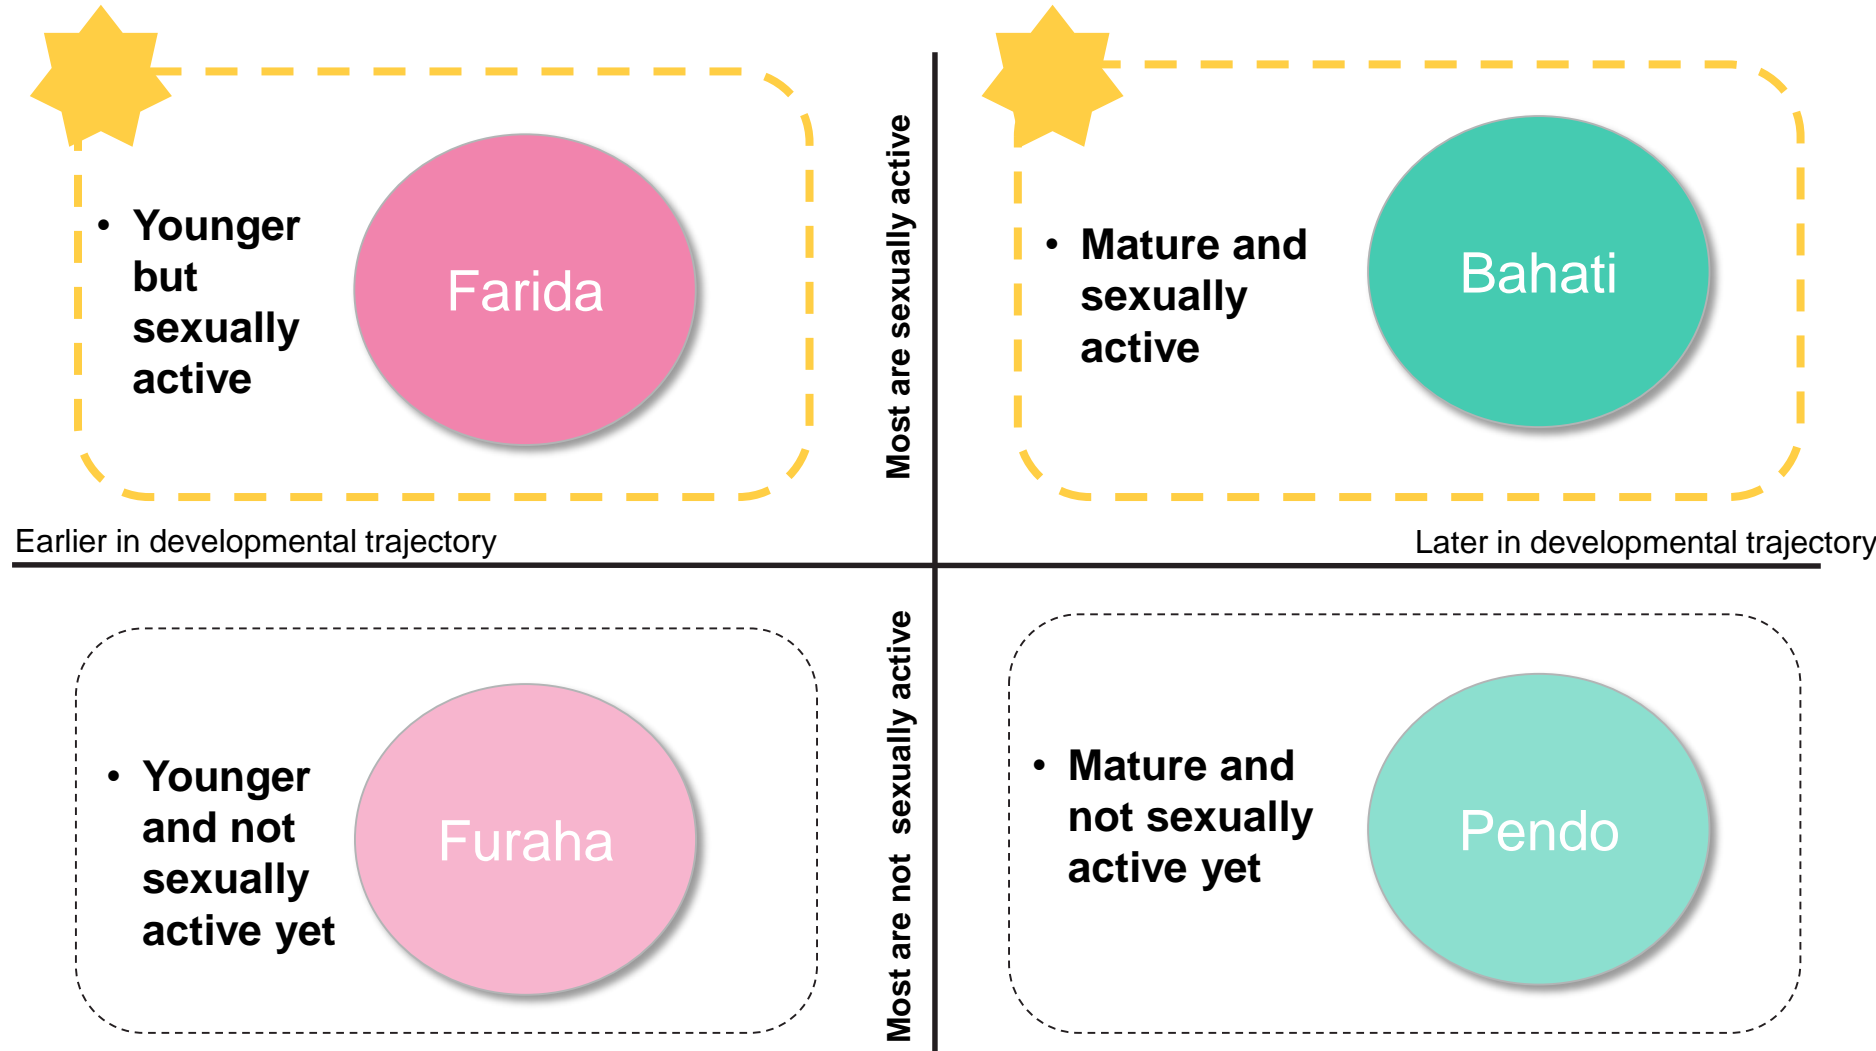 • Younger
but
sexually
active
Farida
Most are sexually active
• Mature and
sexually
active
Bahati
Earlier in developmental trajectory
Later in developmental trajectory
• Younger
and not
sexually
active yet
Furaha
Most are not sexually active
• Mature and
not sexually
active yet
Pendo